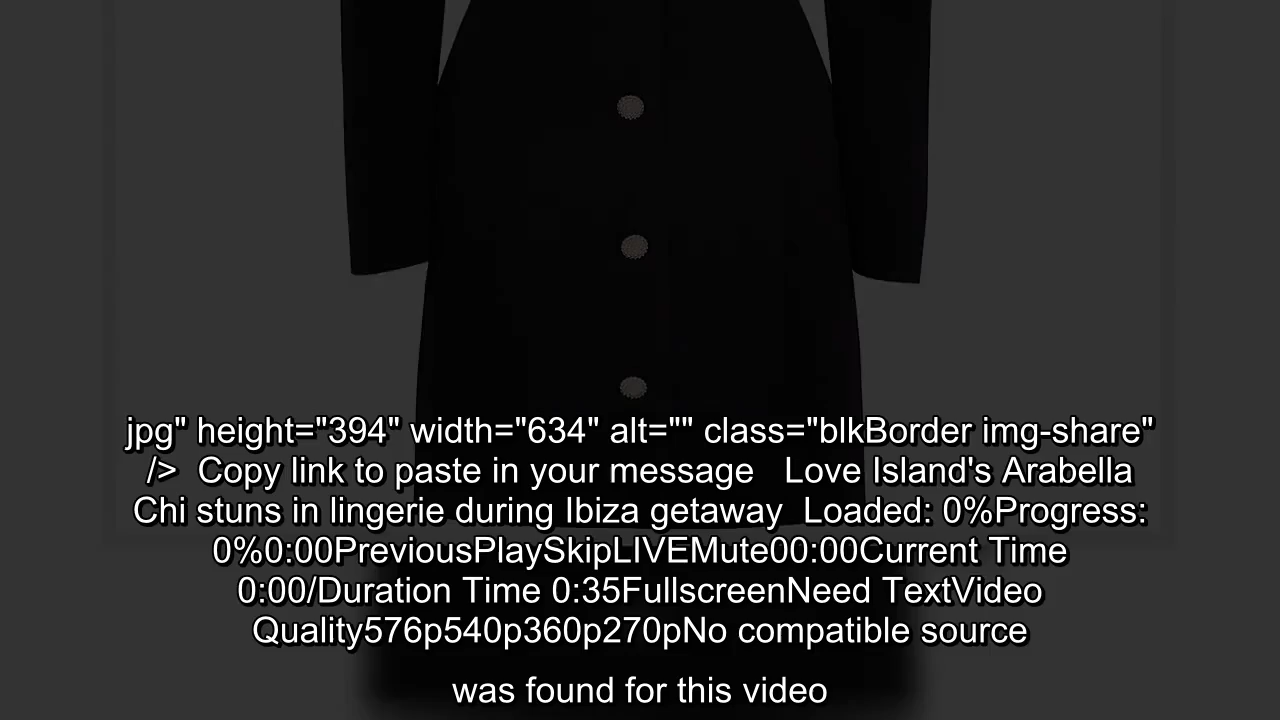 jpg" height="394" width="634" alt="" class="blkBorder img-share"
/>  Copy link to paste in your message   Love Island's Arabella
Chi stuns in lingerie during Ibiza getaway  Loaded: 0%Progress:
0%0:00PreviousPlaySkipLIVEMute00:00Current Time
0:00/Duration Time 0:35FullscreenNeed TextVideo
Quality576p540p360p270pNo compatible source
was found for this video